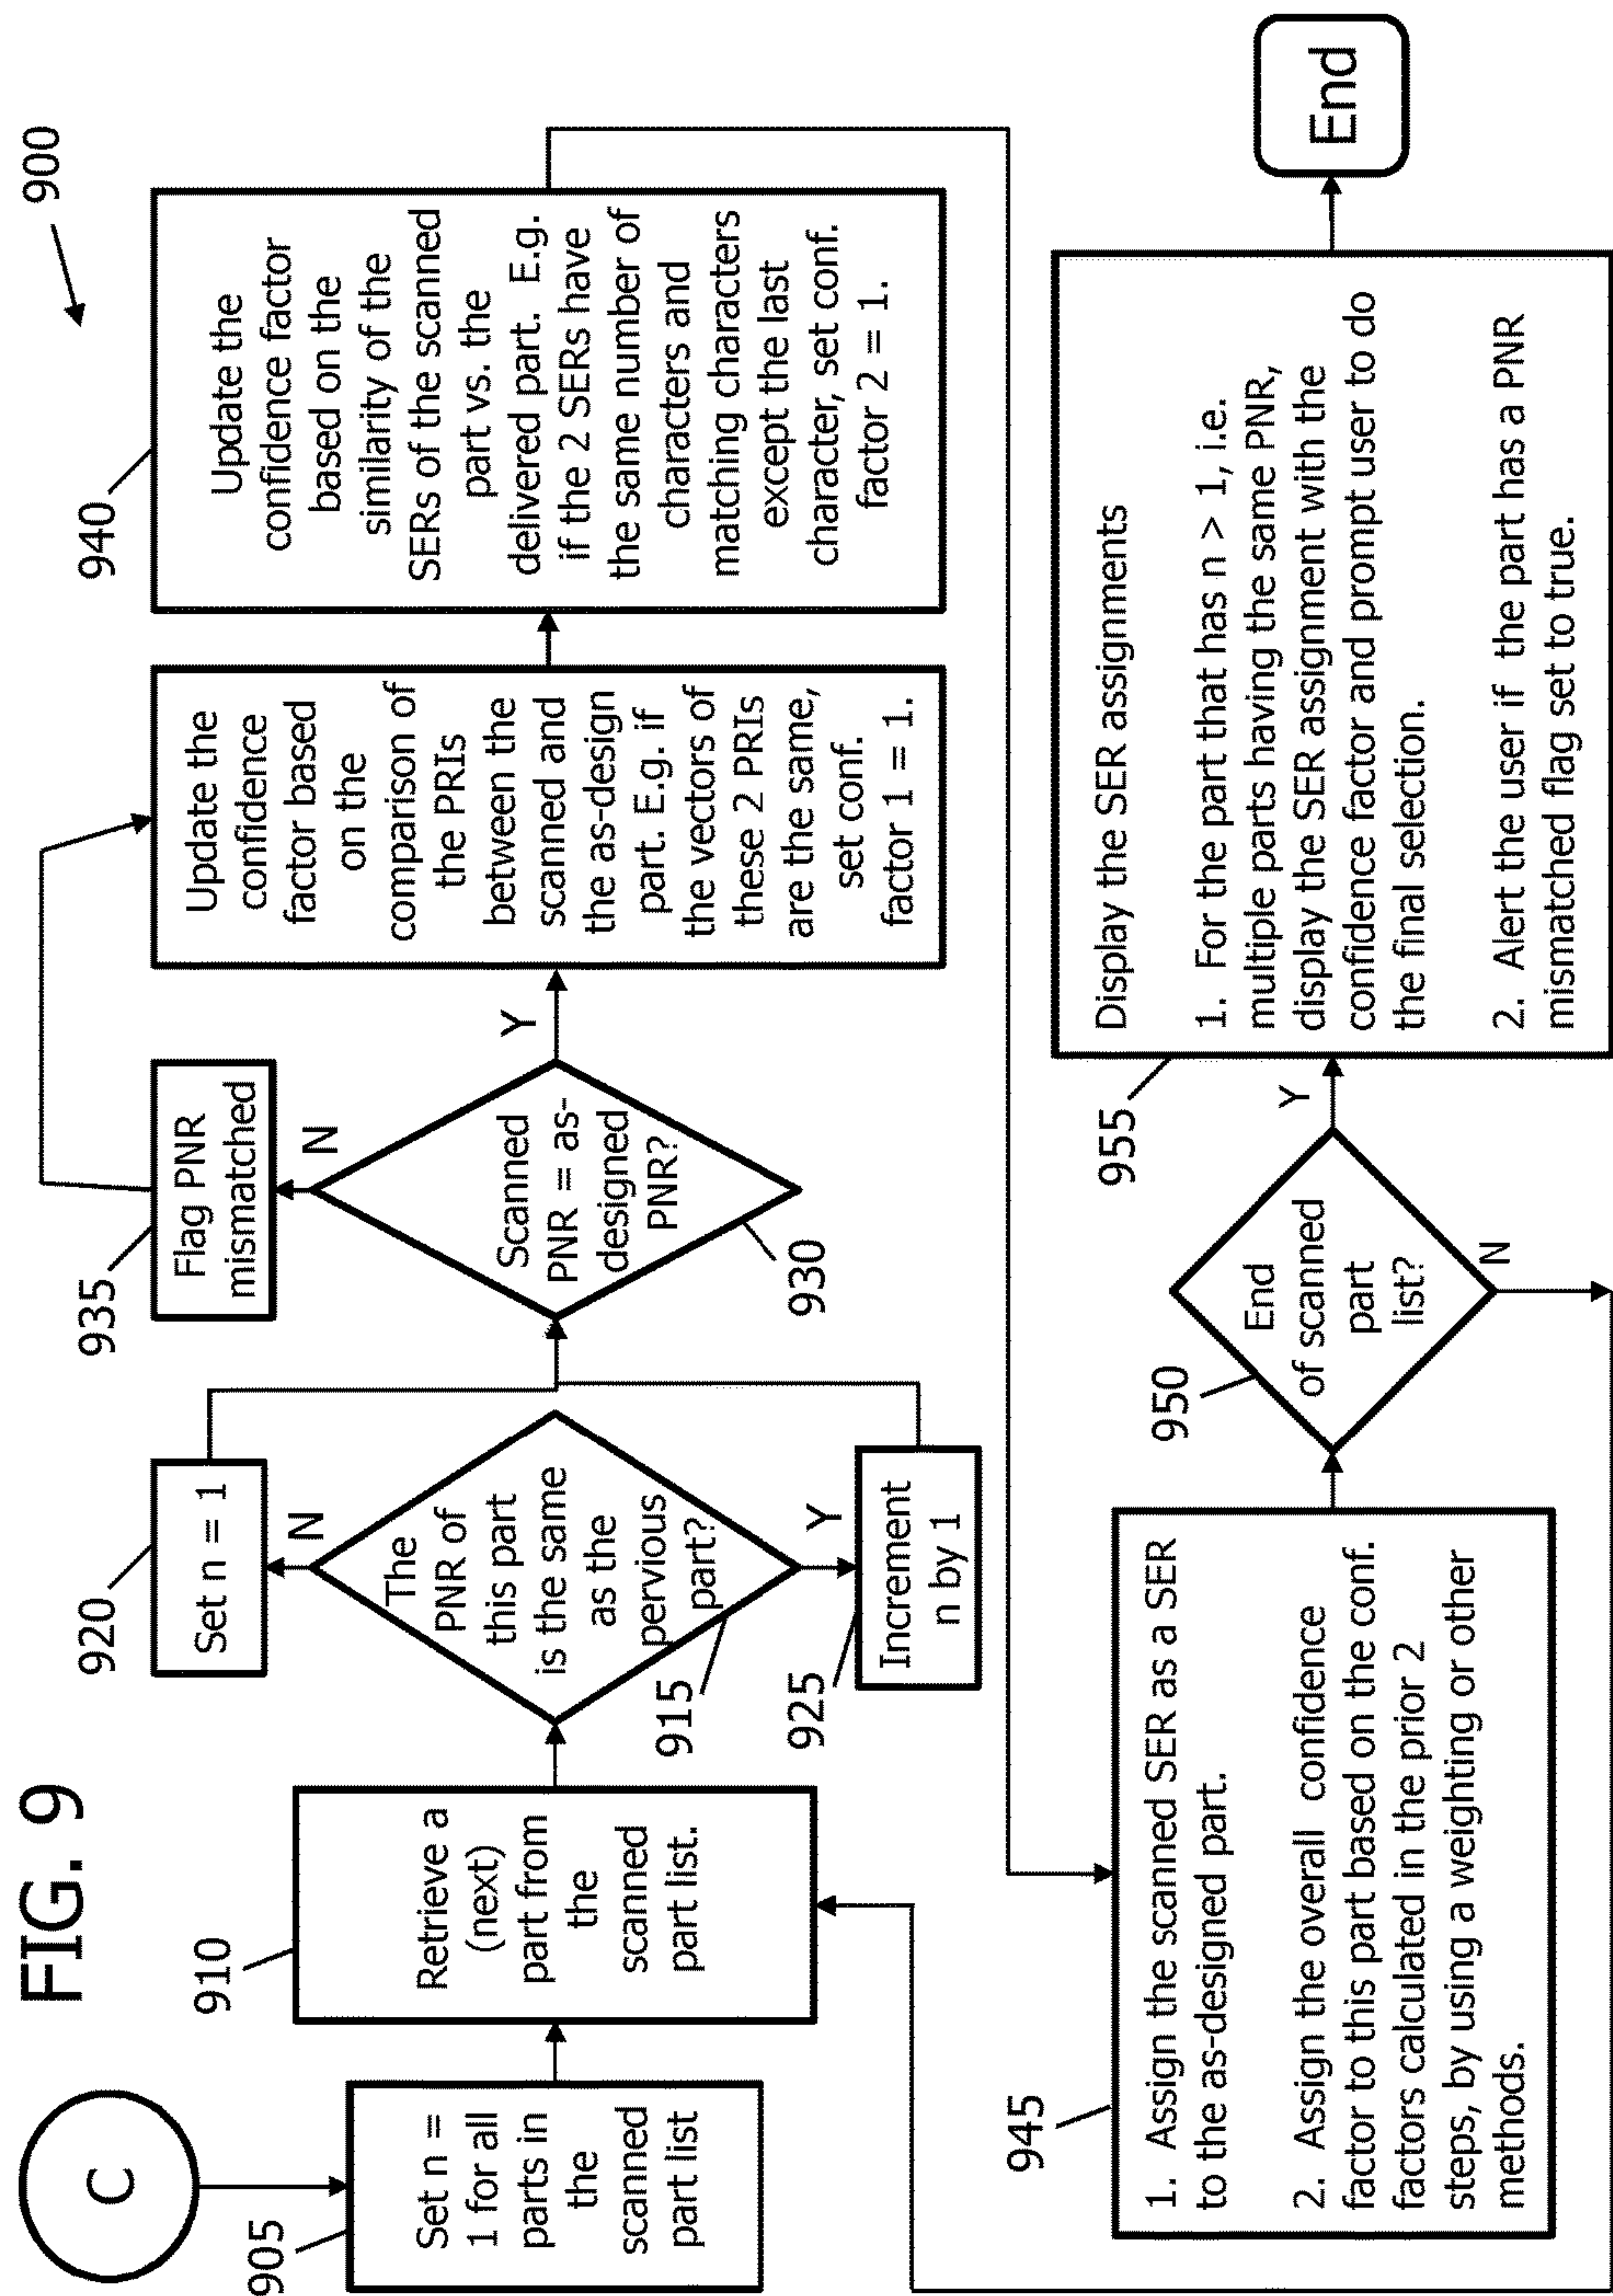 FIG. 9
900
C
905
Set n =
1 for all
parts in
the
scanned
part list
910
Retrieve a
(next)
part from
the
scanned
part list.
915
The
PNR of
this part
is the same
as the
pervious
part?
N
920
Set n = 1
Y
925
Increment
n by 1
930
Scanned
PNR = as-
designed
PNR?
N
935
Flag PNR
mismatched
Y
Update the
confidence
factor based
on the
comparison of
the PRIs
between the
scanned and
the as-design
part. E.g. if
the vectors of
these 2 PRIs
are the same,
set conf.
factor 1 = 1.
940
Update the
confidence factor
based on the
similarity of the
SERs of the scanned
part vs. the
delivered part. E.g.
if the 2 SERs have
the same number of
characters and
matching characters
except the last
character, set conf.
factor 2 = 1.
945
1. Assign the scanned SER as a SER
to the as-designed part.
2. Assign the overall confidence
factor to this part based on the conf.
factors calculated in the prior 2
steps, by using a weighting or other
methods.
950
End
of scanned
part
list?
N
Y
955
Display the SER assignments
1. For the part that has n > 1, i.e.
multiple parts having the same PNR,
display the SER assignment with the
confidence factor and prompt user to do
the final selection.
2. Alert the user if the part has a PNR
mismatched flag set to true.
End